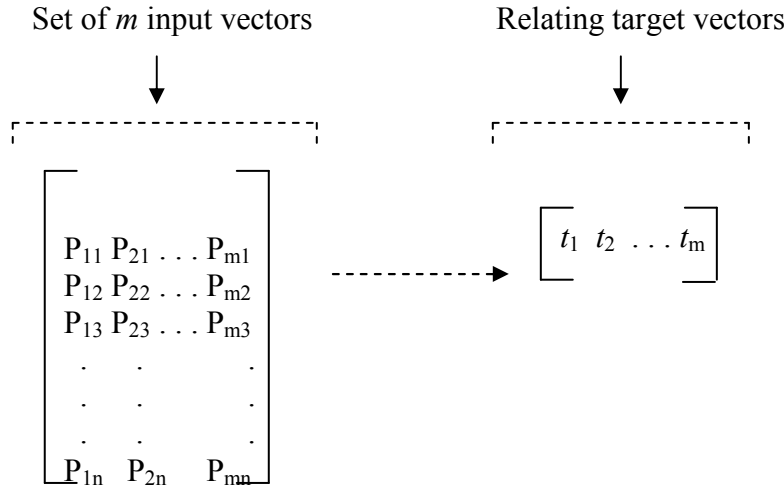 Set of m input vectors
Relating target vectors
P₁₁ P₂₁ . . . Pₘ₁
P₁₂ P₂₂ . . . Pₘ₂
P₁₃ P₂₃ . . . Pₘ₃
. . .
. . .
. . .
P₁ₙ P₂ₙ Pₘₙ
t₁ t₂ . . . tₘ